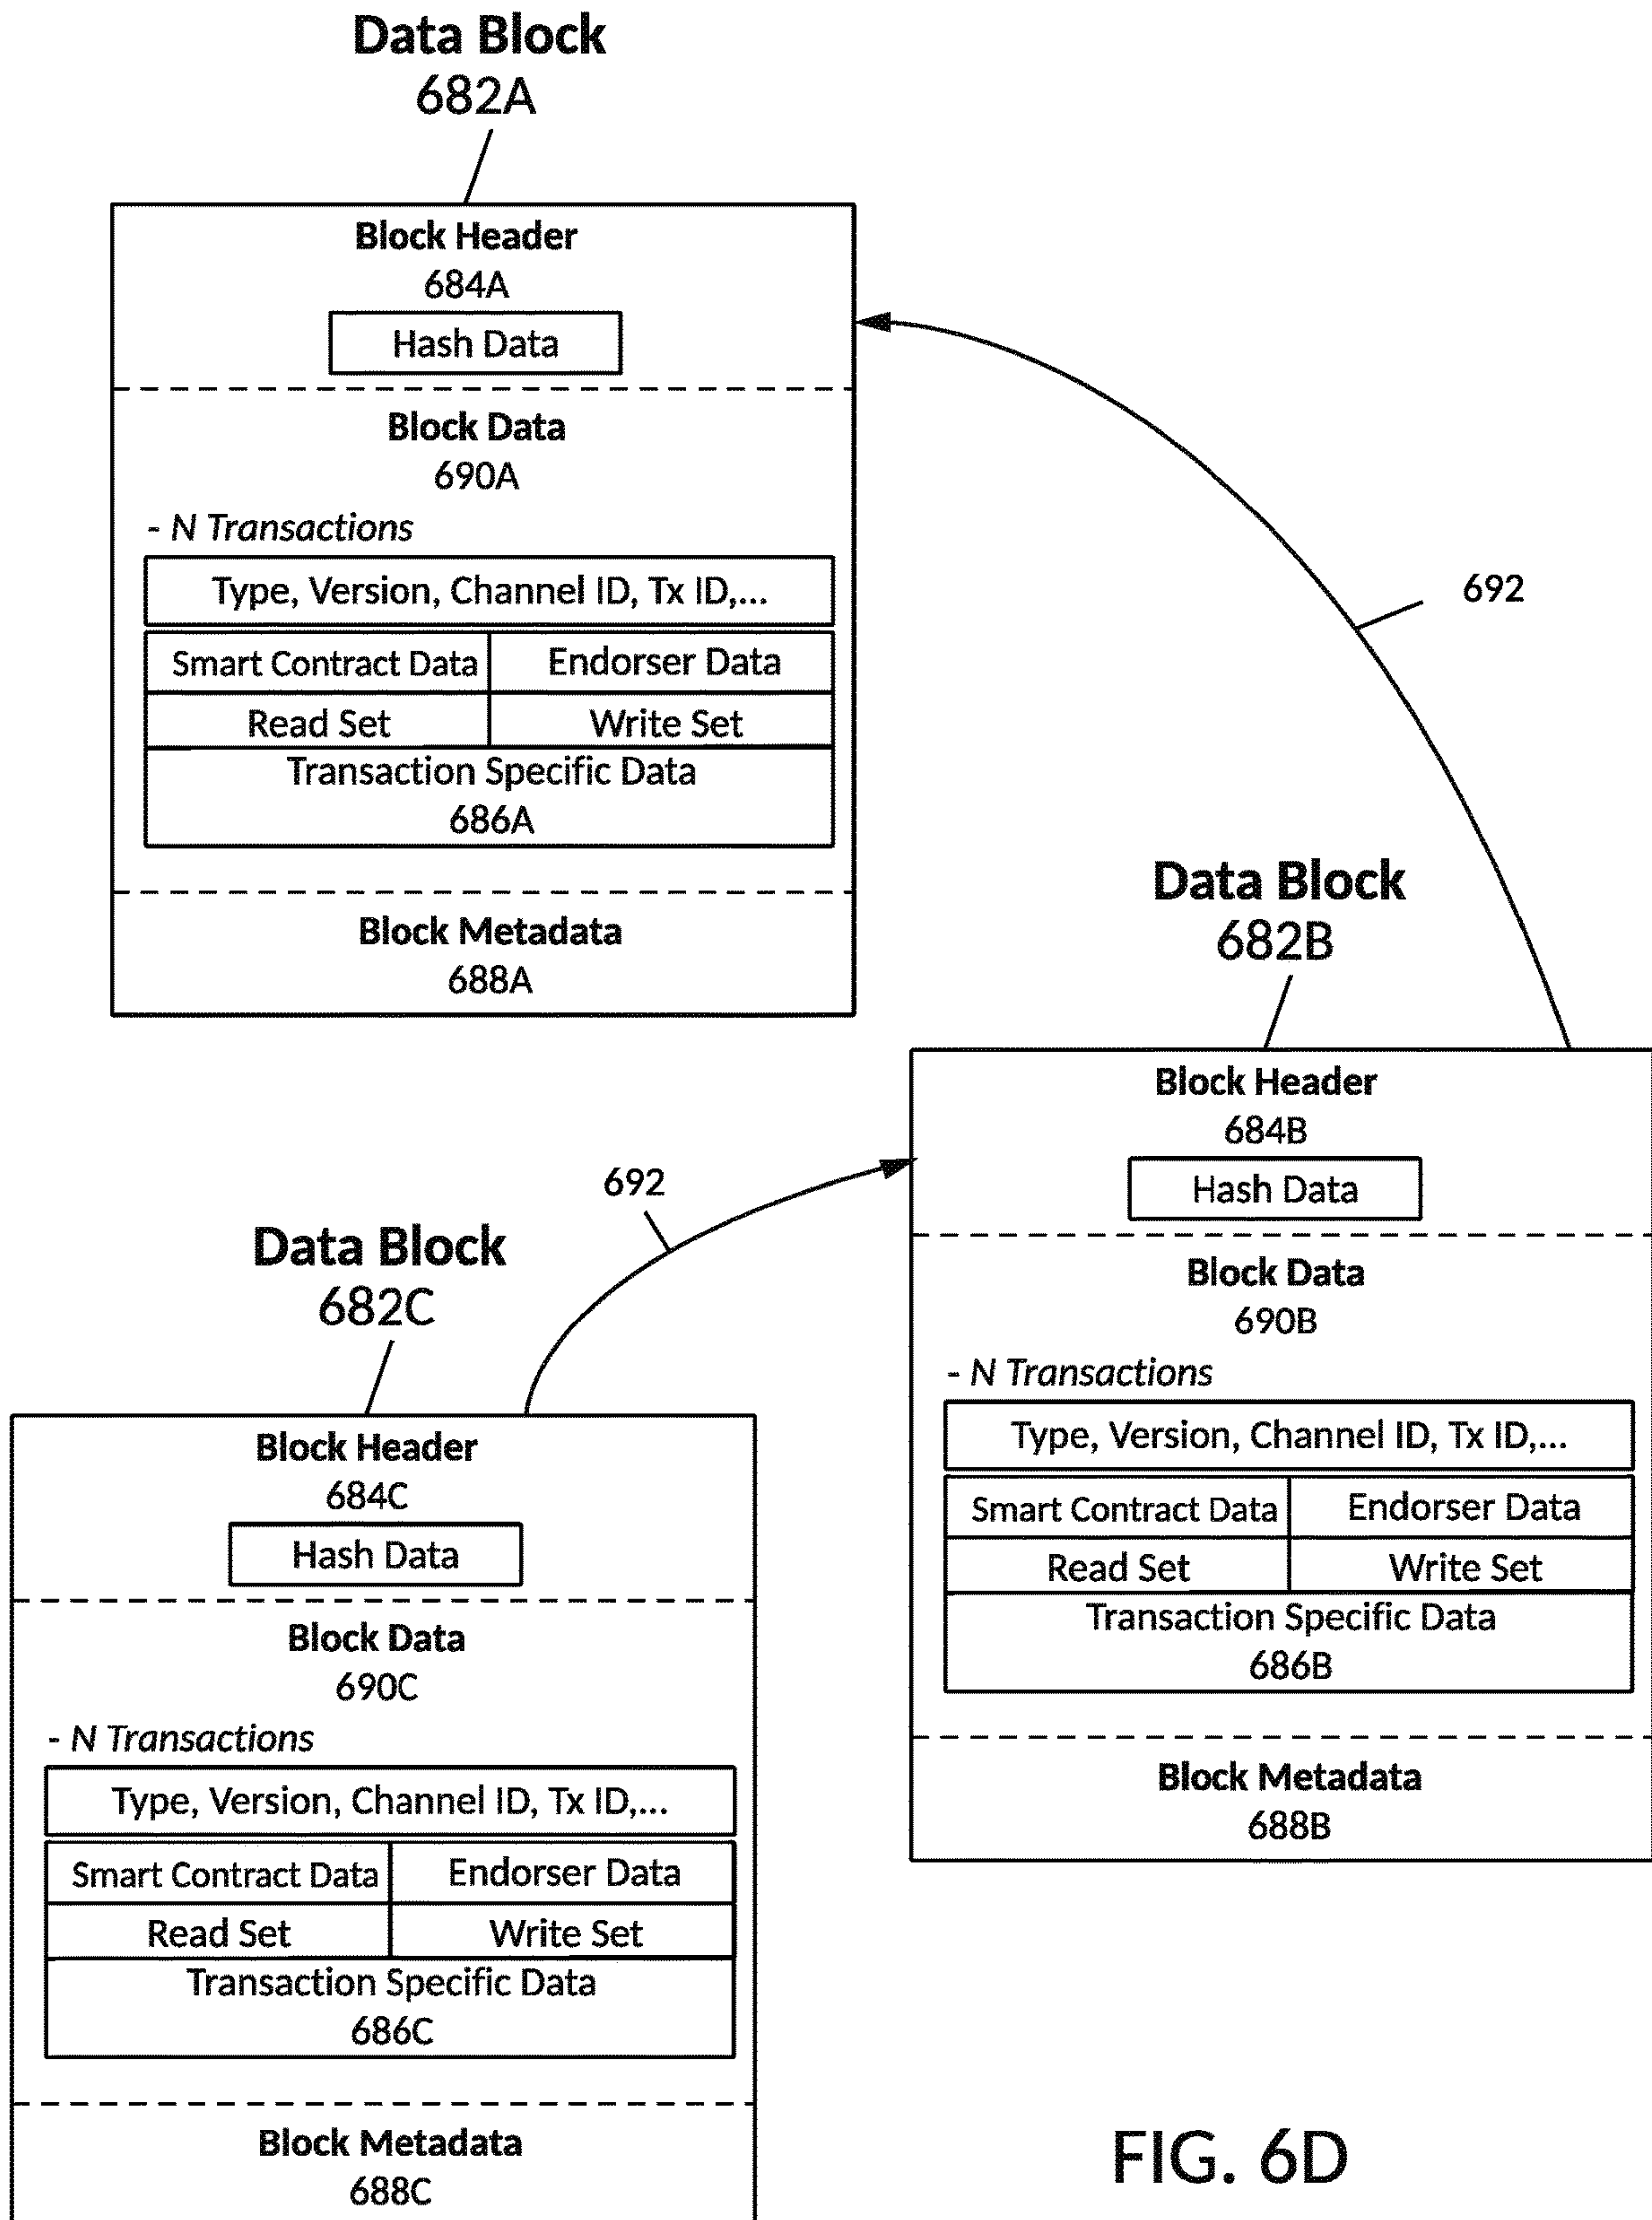 Data Block
682A
Block Header
684A
Hash Data
Block Data
690A
- N Transactions
Type, Version, Channel ID, Tx ID,...
Smart Contract Data
Endorser Data
Read Set
Write Set
Transaction Specific Data
686A
Block Metadata
688A
692
Data Block
682B
Block Header
684B
Hash Data
Block Data
690B
- N Transactions
Type, Version, Channel ID, Tx ID,...
Smart Contract Data
Endorser Data
Read Set
Write Set
Transaction Specific Data
686B
Block Metadata
688B
692
Data Block
682C
Block Header
684C
Hash Data
Block Data
690C
- N Transactions
Type, Version, Channel ID, Tx ID,...
Smart Contract Data
Endorser Data
Read Set
Write Set
Transaction Specific Data
686C
Block Metadata
688C
FIG. 6D